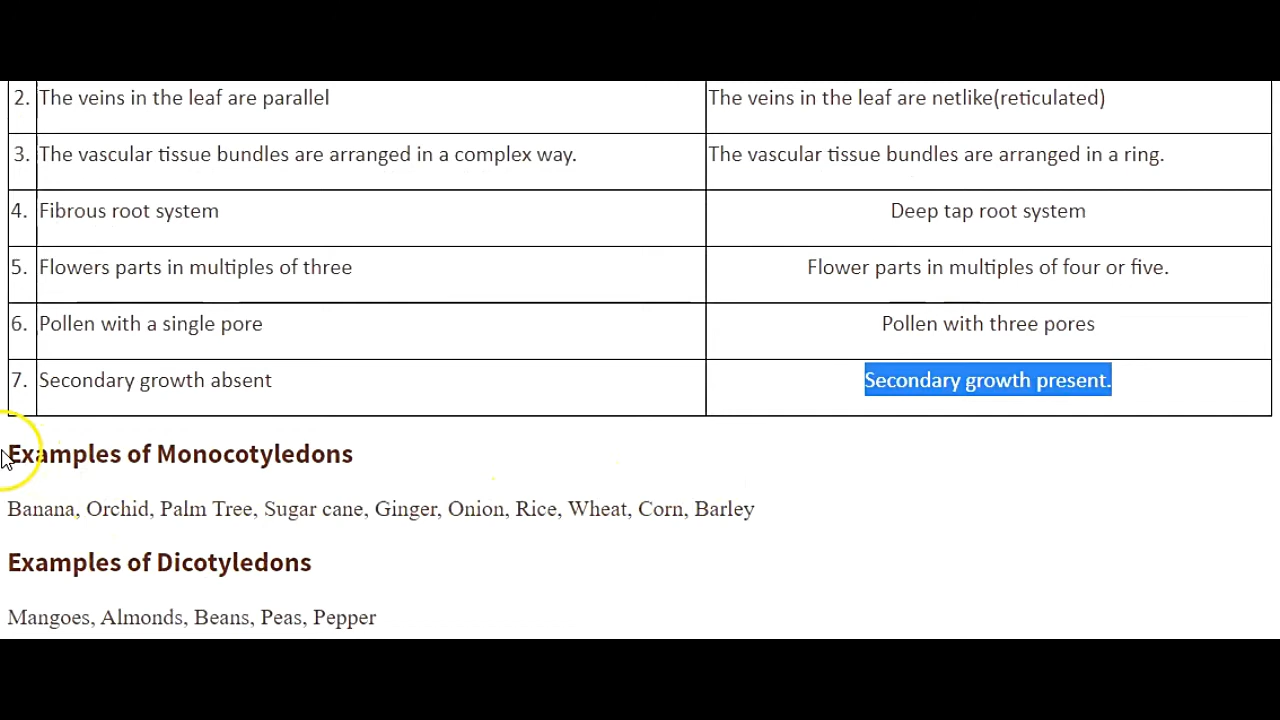 2. The veins in the leaf are parallel The veins in the leaf are netlike(reticulated)
3. The vascular tissue bundles are arranged in a complex way. The vascular tissue bundles are arranged in a ring.
4. Fibrous root system Deep tap root system
5. Flowers parts in multiples of three Flower parts in multiples of four or five.
6. Pollen with a single pore Pollen with three pores
7. Secondary growth absent Secondary growth present.
Examples of Monocotyledons
Banana, Orchid, Palm Tree, Sugar cane, Ginger, Onion, Rice, Wheat, Corn, Barley
Examples of Dicotyledons
Mangoes, Almonds, Beans, Peas, Pepper